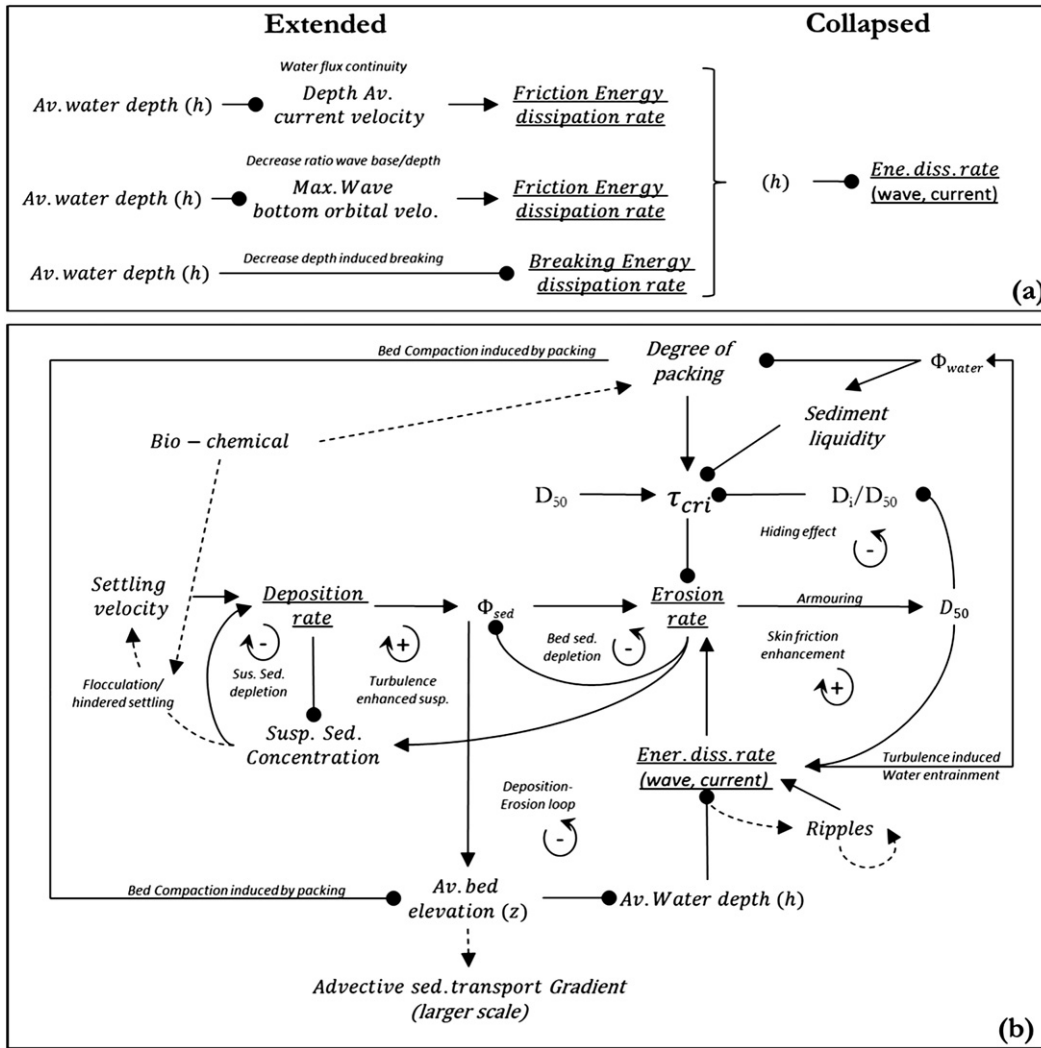 Extended
Collapsed
Water flux continuity
Av.water depth (h)
Depth Av.
current velocity
Friction Energy
dissipation rate
Decrease ratio wave base/depth
Av.water depth (h)
Max.Wave
bottom orbital velo.
Friction Energy
dissipation rate
(h)
Ene.diss.rate
(wave, current)
Av.water depth (h)
Decrease depth induced breaking
Breaking Energy
dissipation rate
(a)
Bed Compaction induced by packing
Degree of
packing
Φwater
Sediment
liquidity
Bio − chemical
D50
τcri
Di/D50
Hiding effect
Settling
velocity
Deposition
rate
Φsed
Erosion
rate
Armouring
D50
-
Sus. Sed.
depletion
+
Turbulence
enhanced susp.
Bed sed.
depletion
-
-
Skin friction
enhancement
+
Flocculation/
hindered settling
Susp. Sed.
Concentration
Ener.diss.rate
(wave, current)
Turbulence induced
Water entrainment
Deposition-
Erosion loop
-
Ripples
Bed Compaction induced by packing
Av.bed
elevation (z)
Av.Water depth (h)
Advective sed.transport Gradient
(larger scale)
(b)